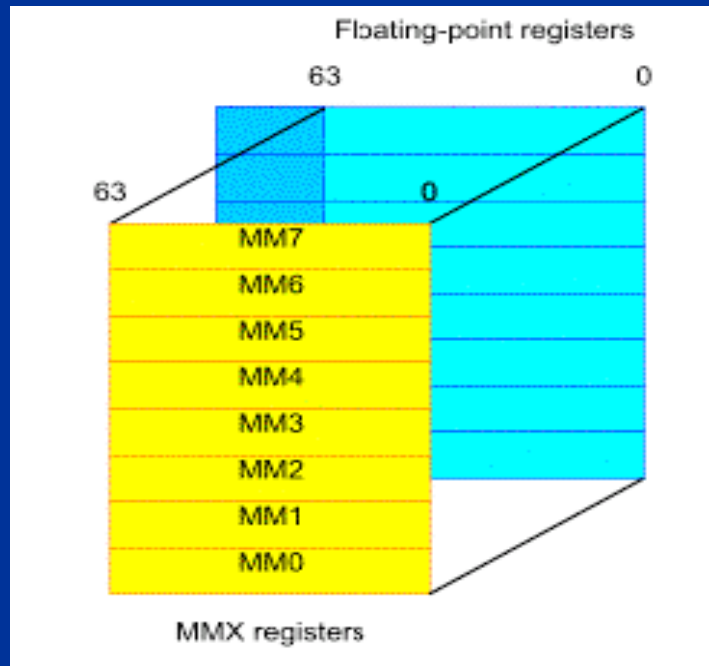 Floating-point registers
63 0
63 0
MM7
MM6
MM5
MM4
MM3
MM2
MM1
MM0
MMX registers